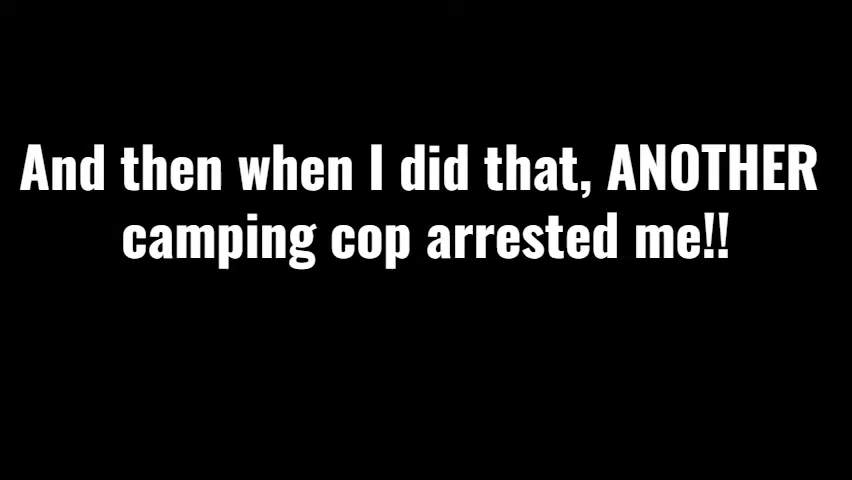 And then when I did that, ANOTHER
camping cop arrested me!!